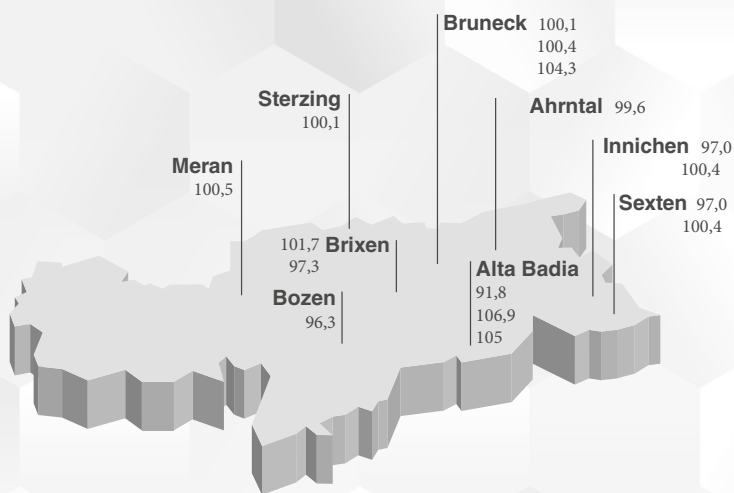 Bruneck 100,1
100,4
104,3
Sterzing
100,1
Ahrntal 99,6
Innichen 97,0
100,4
Meran
100,5
Sexten 97,0
100,4
101,7 Brixen
97,3
Alta Badia
91,8
106,9
105
Bozen
96,3